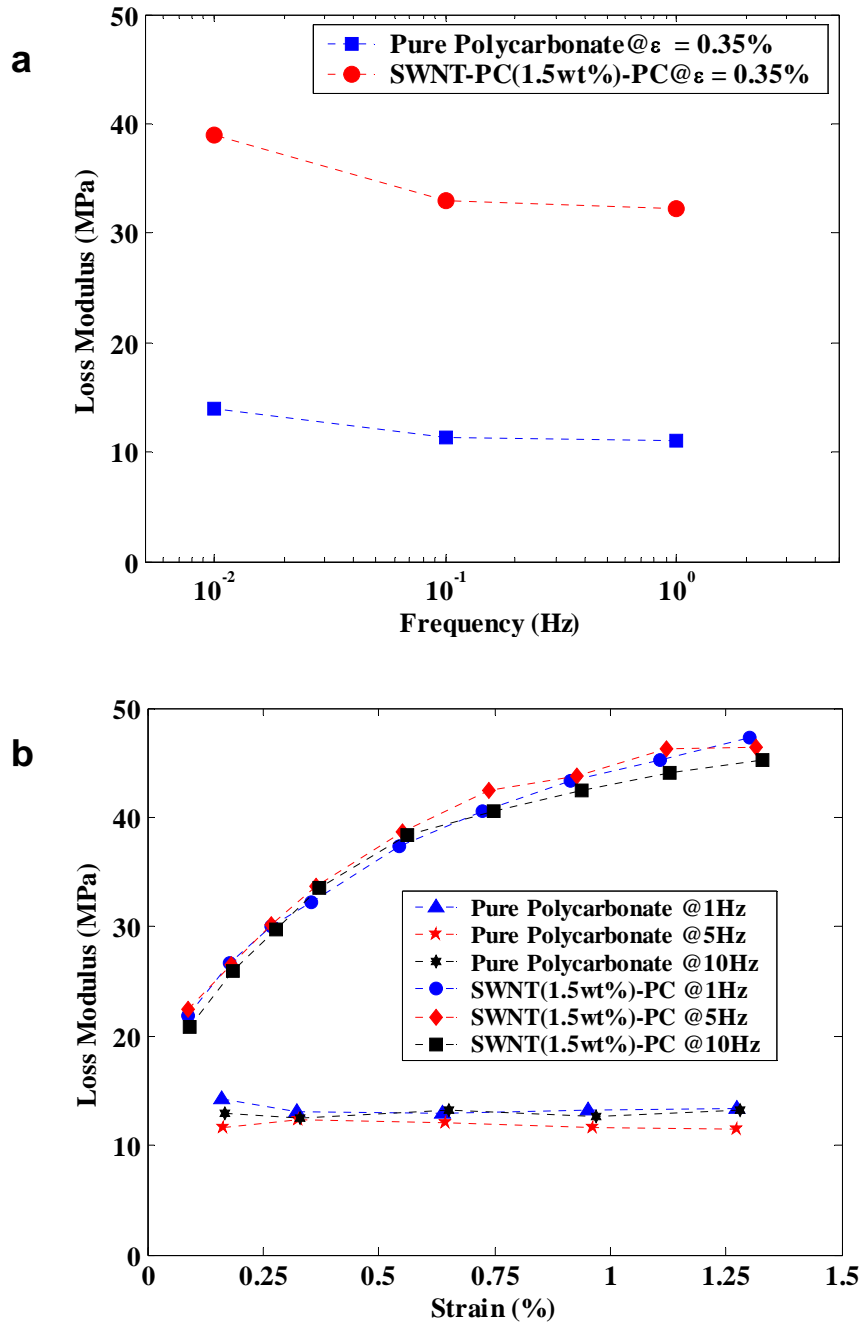 a
50
40
30
20
10
0
Loss Modulus (MPa)
Pure Polycarbonate@ε = 0.35%
SWNT-PC(1.5wt%)-PC@ε = 0.35%
10⁻² 10⁻¹ 10⁰
Frequency (Hz)
b
50
40
30
20
10
0
Loss Modulus (MPa)
Pure Polycarbonate @1Hz
Pure Polycarbonate @5Hz
Pure Polycarbonate @10Hz
SWNT(1.5wt%)-PC @1Hz
SWNT(1.5wt%)-PC @5Hz
SWNT(1.5wt%)-PC @10Hz
0 0.25 0.5 0.75 1 1.25 1.5
Strain (%)